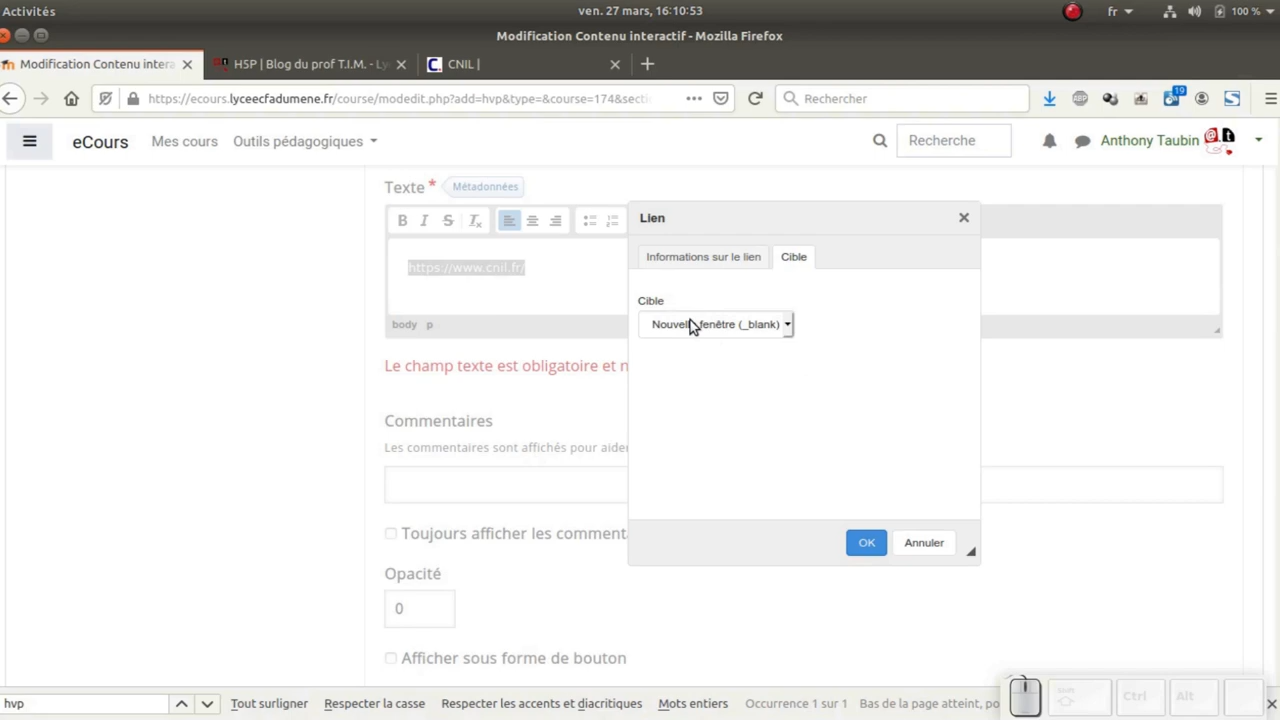 Activités
ven. 27 mars, 16:10:53
fr
100 %
Modification Contenu interactif - Mozilla Firefox
Modification Contenu intera
H5P | Blog du prof T.I.M. - Ly
CNIL |
https://ecours.lyceecfadumene.fr/course/modedit.php?add=hvp&type=&course=174&secti
Rechercher
19
eCours
Mes cours
Outils pédagogiques
Recherche
Anthony Taubin
Texte *
Métadonnées
Lien
Informations sur le lien
Cible
https://www.cnil.fr/
Cible
body p
Nouvelle fenêtre (_blank)
Le champ texte est obligatoire et n
Commentaires
Les commentaires sont affichés pour aider
Toujours afficher les comment
OK
Annuler
Opacité
0
Afficher sous forme de bouton
hvp
Tout surligner
Respecter la casse
Respecter les accents et diacritiques
Mots entiers
Occurrence 1 sur 1
Bas de la page atteint, po
Ctrl
Alt